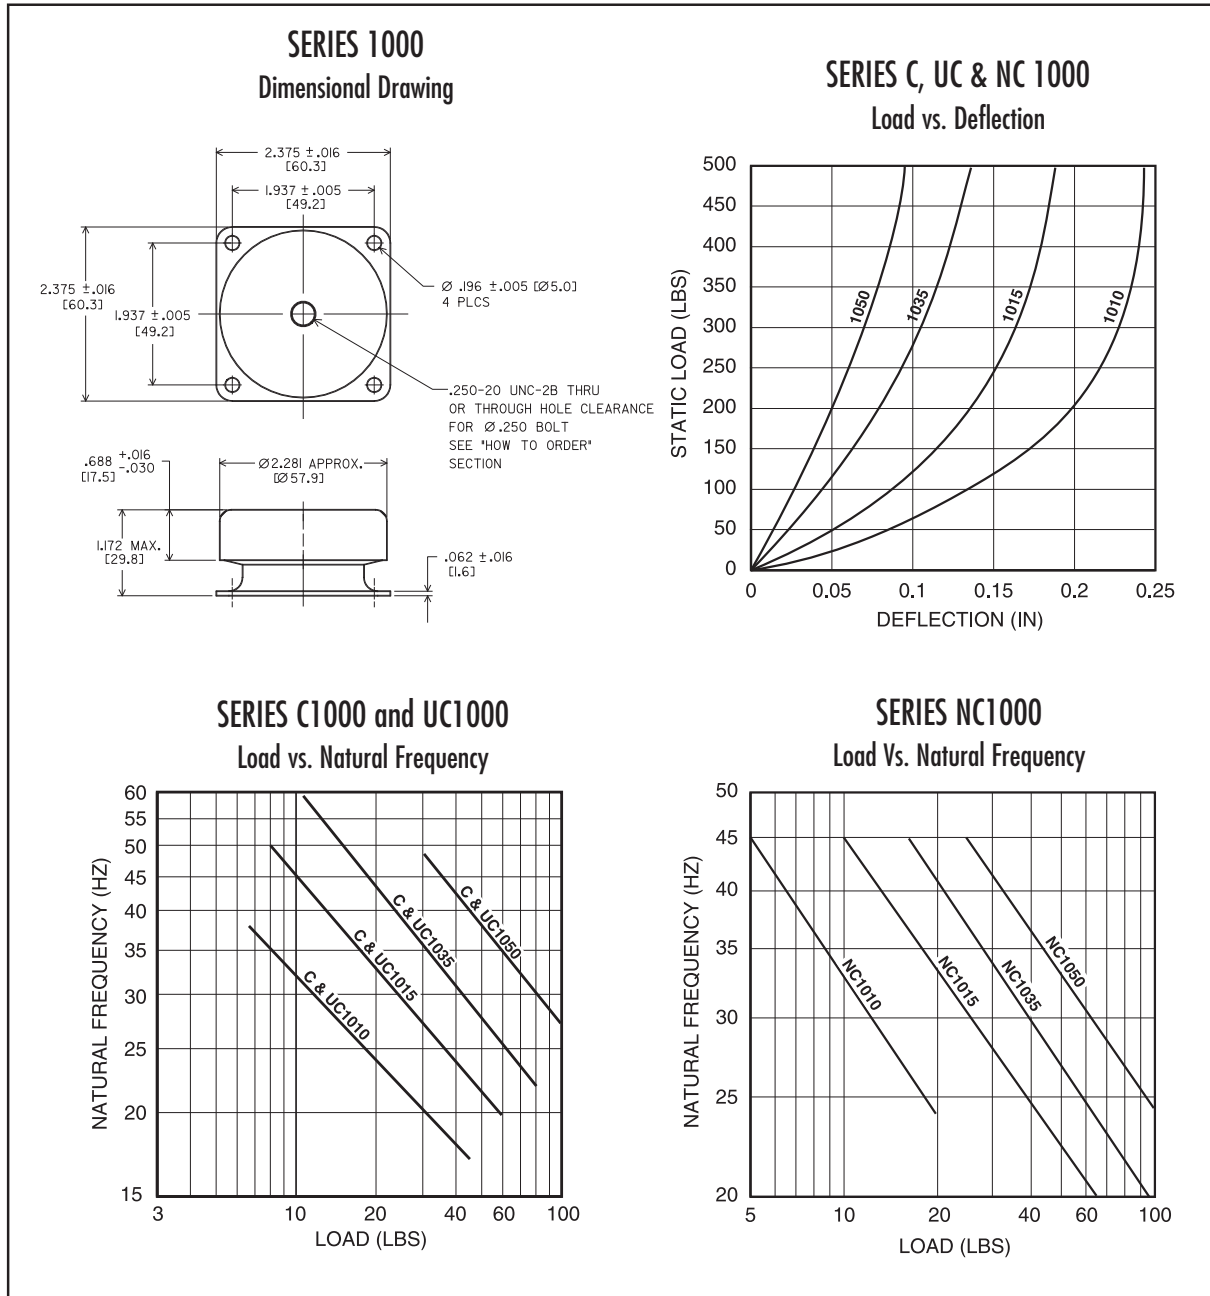 SERIES 1000
Dimensional Drawing
2.375 ±.016
[60.3]
1.937 ±.005
[49.2]
2.375 ±.016
[60.3]
1.937 ±.005
[49.2]
Ø .196 ±.005 [Ø5.0]
4 PLCS
.250-20 UNC-2B THRU
OR THROUGH HOLE CLEARANCE
FOR Ø.250 BOLT
SEE "HOW TO ORDER"
SECTION
.688 +.016 -.030
[17.5]
Ø2.281 APPROX.
[Ø57.9]
1.172 MAX.
[29.8]
.062 ±.016
[1.6]
SERIES C, UC & NC 1000
Load vs. Deflection
STATIC LOAD (LBS)
500
450
400
350
300
250
200
150
100
50
0
1050
1035
1015
1010
0 0.05 0.1 0.15 0.2 0.25
DEFLECTION (IN)
SERIES C1000 and UC1000
Load vs. Natural Frequency
NATURAL FREQUENCY (HZ)
60
55
50
45
40
35
30
25
20
15
C & UC1010
C & UC1015
C & UC1035
C & UC1050
3 10 20 40 60 100
LOAD (LBS)
SERIES NC1000
Load Vs. Natural Frequency
NATURAL FREQUENCY (HZ)
50
45
40
35
30
25
20
NC1010
NC1015
NC1035
NC1050
5 10 20 40 60 100
LOAD (LBS)